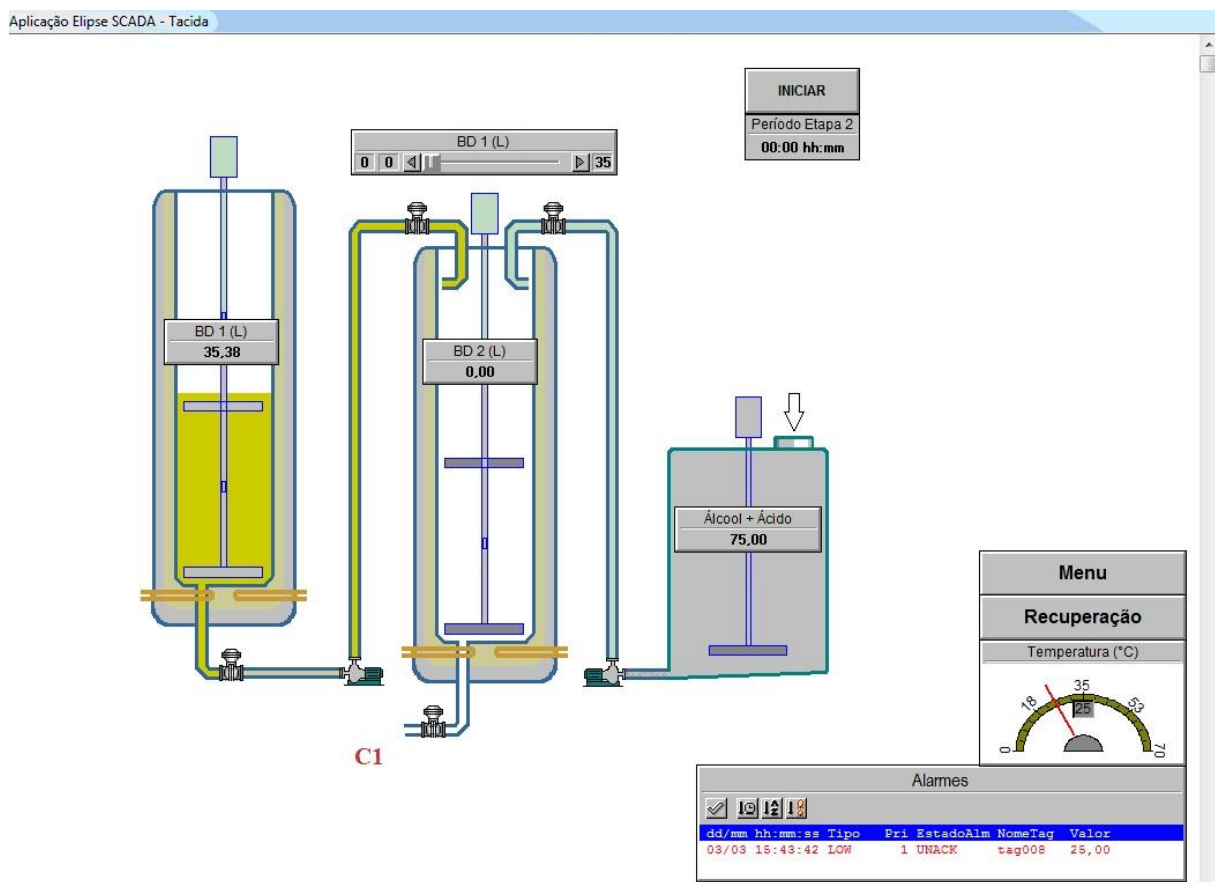 Aplicação Elipse SCADA - Tacida
INICIAR
Período Etapa 2
00:00 hh:mm
BD 1 (L)
0 0 35
BD 1 (L)
35,38
BD 2 (L)
0,00
Álcool + Ácido
75,00
Menu
Recuperação
Temperatura (°C)
0 18 35 53 70
25
C1
Alarmes
dd/mm hh:mm:ss Tipo Pri EstadoAlm NomeTag Valor
03/03 15:43:42 LOW 1 UNACK tag008 25,00